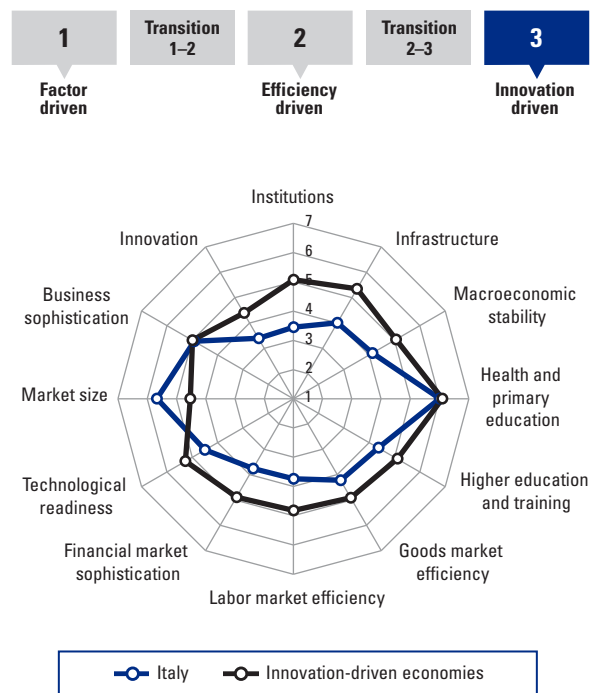 1
Transition
1–2
2
Transition
2–3
3
Factor
driven
Efficiency
driven
Innovation
driven
Institutions
7
Innovation
Infrastructure
6
5
Business
sophistication
Macroeconomic
stability
4
3
Market size
2
1
Health and
primary
education
Technological
readiness
Higher education
and training
Financial market
sophistication
Goods market
efficiency
Labor market efficiency
Italy
Innovation-driven economies